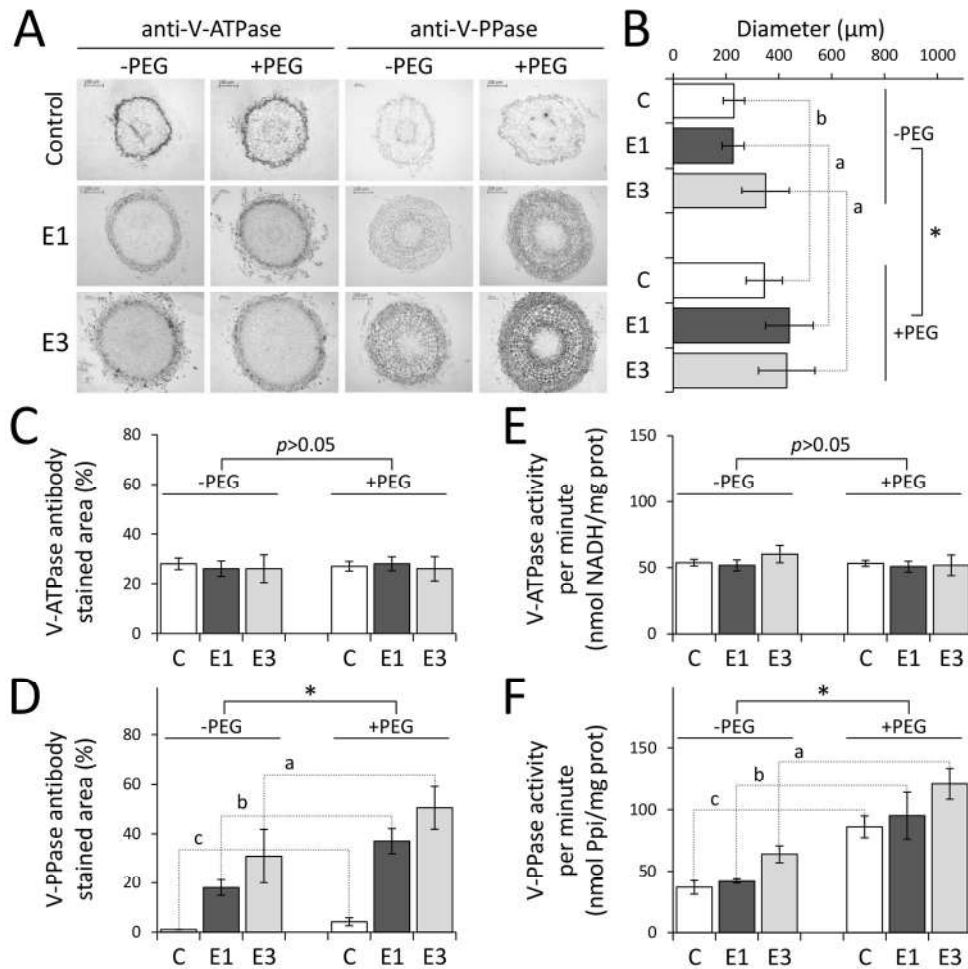 A
anti-V-ATPase
anti-V-PPase
-PEG
+PEG
-PEG
+PEG
Control
E1
E3
B
Diameter (µm)
0 200 400 600 800 1000
C
E1
E3
C
E1
E3
b
a
a
-PEG
*
+PEG
C
V-ATPase antibody
stained area (%)
80
60
40
20
0
p>0.05
-PEG
+PEG
C E1 E3 C E1 E3
E
V-ATPase activity
per minute
(nmol NADH/mg prot)
150
100
50
0
p>0.05
-PEG
+PEG
C E1 E3 C E1 E3
D
V-PPase antibody
stained area (%)
80
60
40
20
0
*
-PEG
+PEG
a
b
c
C E1 E3 C E1 E3
F
V-PPase activity
per minute
(nmol Ppi/mg prot)
150
100
50
0
*
-PEG
+PEG
a
b
c
C E1 E3 C E1 E3